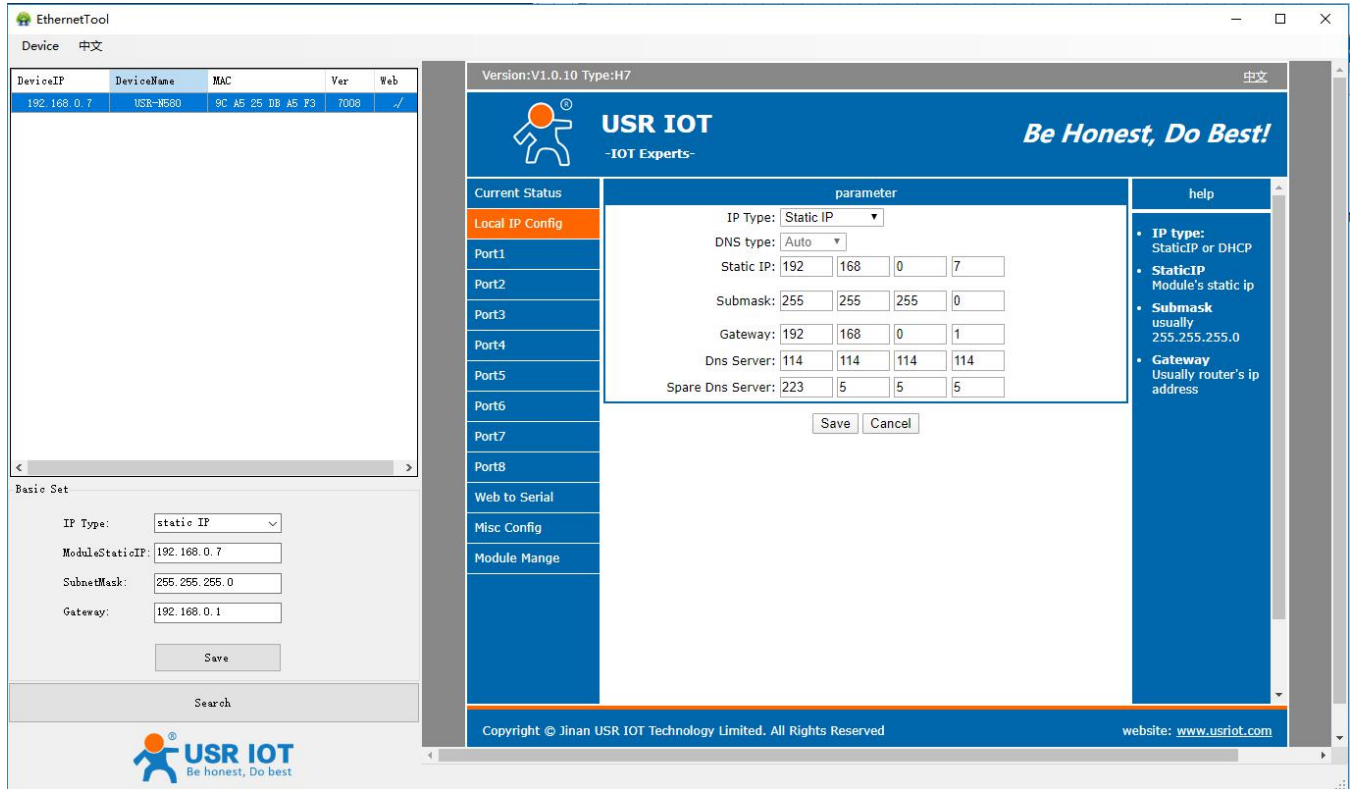 EthernetTool
Device 中文
DeviceIP DeviceName MAC Ver Web
192.168.0.7 USR-N580 9C A5 25 DB A5 F3 7008 √
Basic Set
IP Type: static IP
ModuleStaticIP: 192.168.0.7
SubnetMask: 255.255.255.0
Gateway: 192.168.0.1
Save
Search
®
USR IOT
Be honest, Do best
Version:V1.0.10 Type:H7 中文
®
USR IOT
-IOT Experts-
Be Honest, Do Best!
Current Status
Local IP Config
Port1
Port2
Port3
Port4
Port5
Port6
Port7
Port8
Web to Serial
Misc Config
Module Mange
parameter
IP Type: Static IP
DNS type: Auto
Static IP: 192 168 0 7
Submask: 255 255 255 0
Gateway: 192 168 0 1
Dns Server: 114 114 114 114
Spare Dns Server: 223 5 5 5
Save Cancel
help
• IP type:
StaticIP or DHCP
• StaticIP
Module's static ip
• Submask
usually
255.255.255.0
• Gateway
Usually router's ip
address
Copyright © Jinan USR IOT Technology Limited. All Rights Reserved website: www.usriot.com